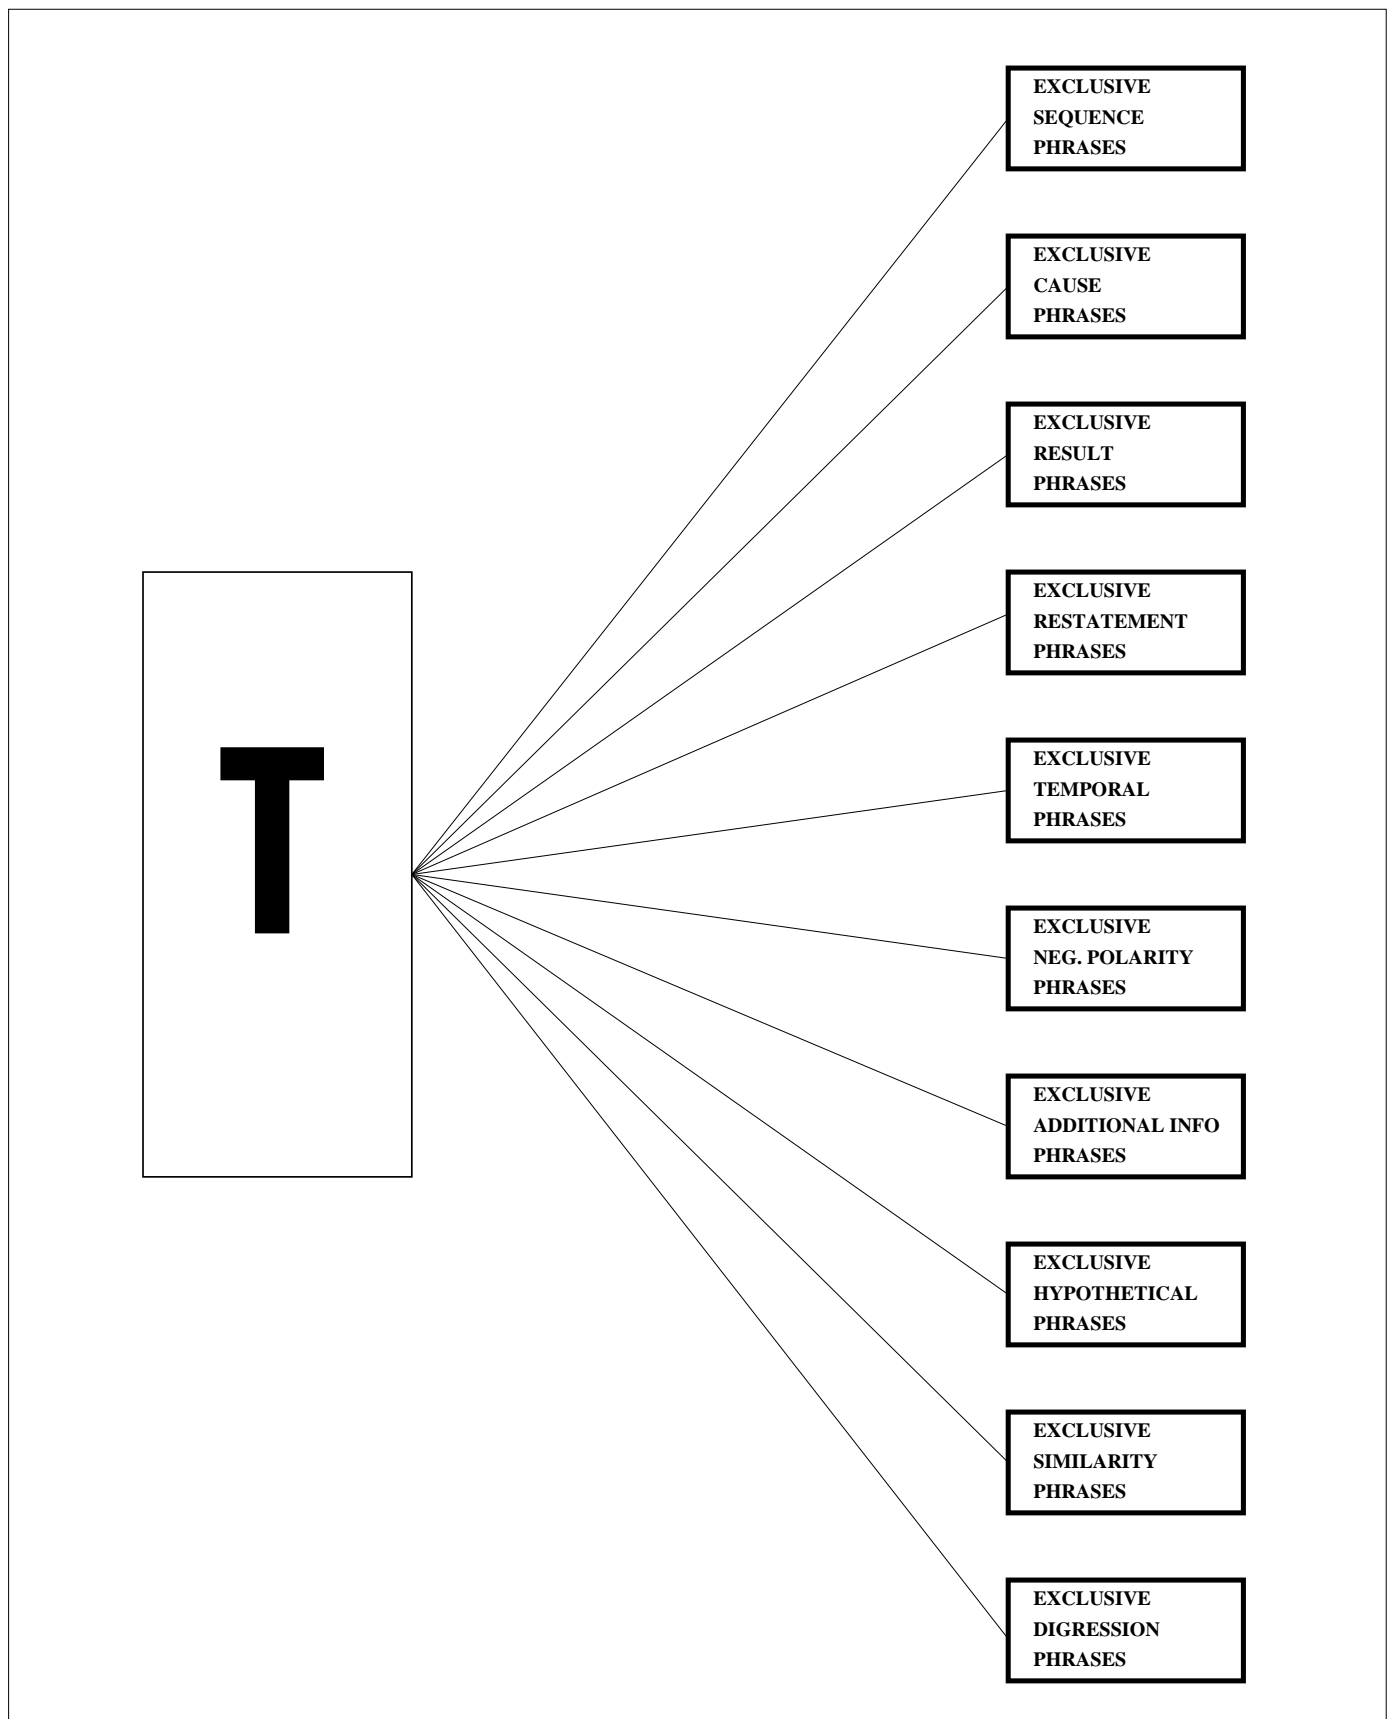 EXCLUSIVE
SEQUENCE
PHRASES
EXCLUSIVE
CAUSE
PHRASES
EXCLUSIVE
RESULT
PHRASES
EXCLUSIVE
RESTATEMENT
PHRASES
T
EXCLUSIVE
TEMPORAL
PHRASES
EXCLUSIVE
NEG. POLARITY
PHRASES
EXCLUSIVE
ADDITIONAL INFO
PHRASES
EXCLUSIVE
HYPOTHETICAL
PHRASES
EXCLUSIVE
SIMILARITY
PHRASES
EXCLUSIVE
DIGRESSION
PHRASES